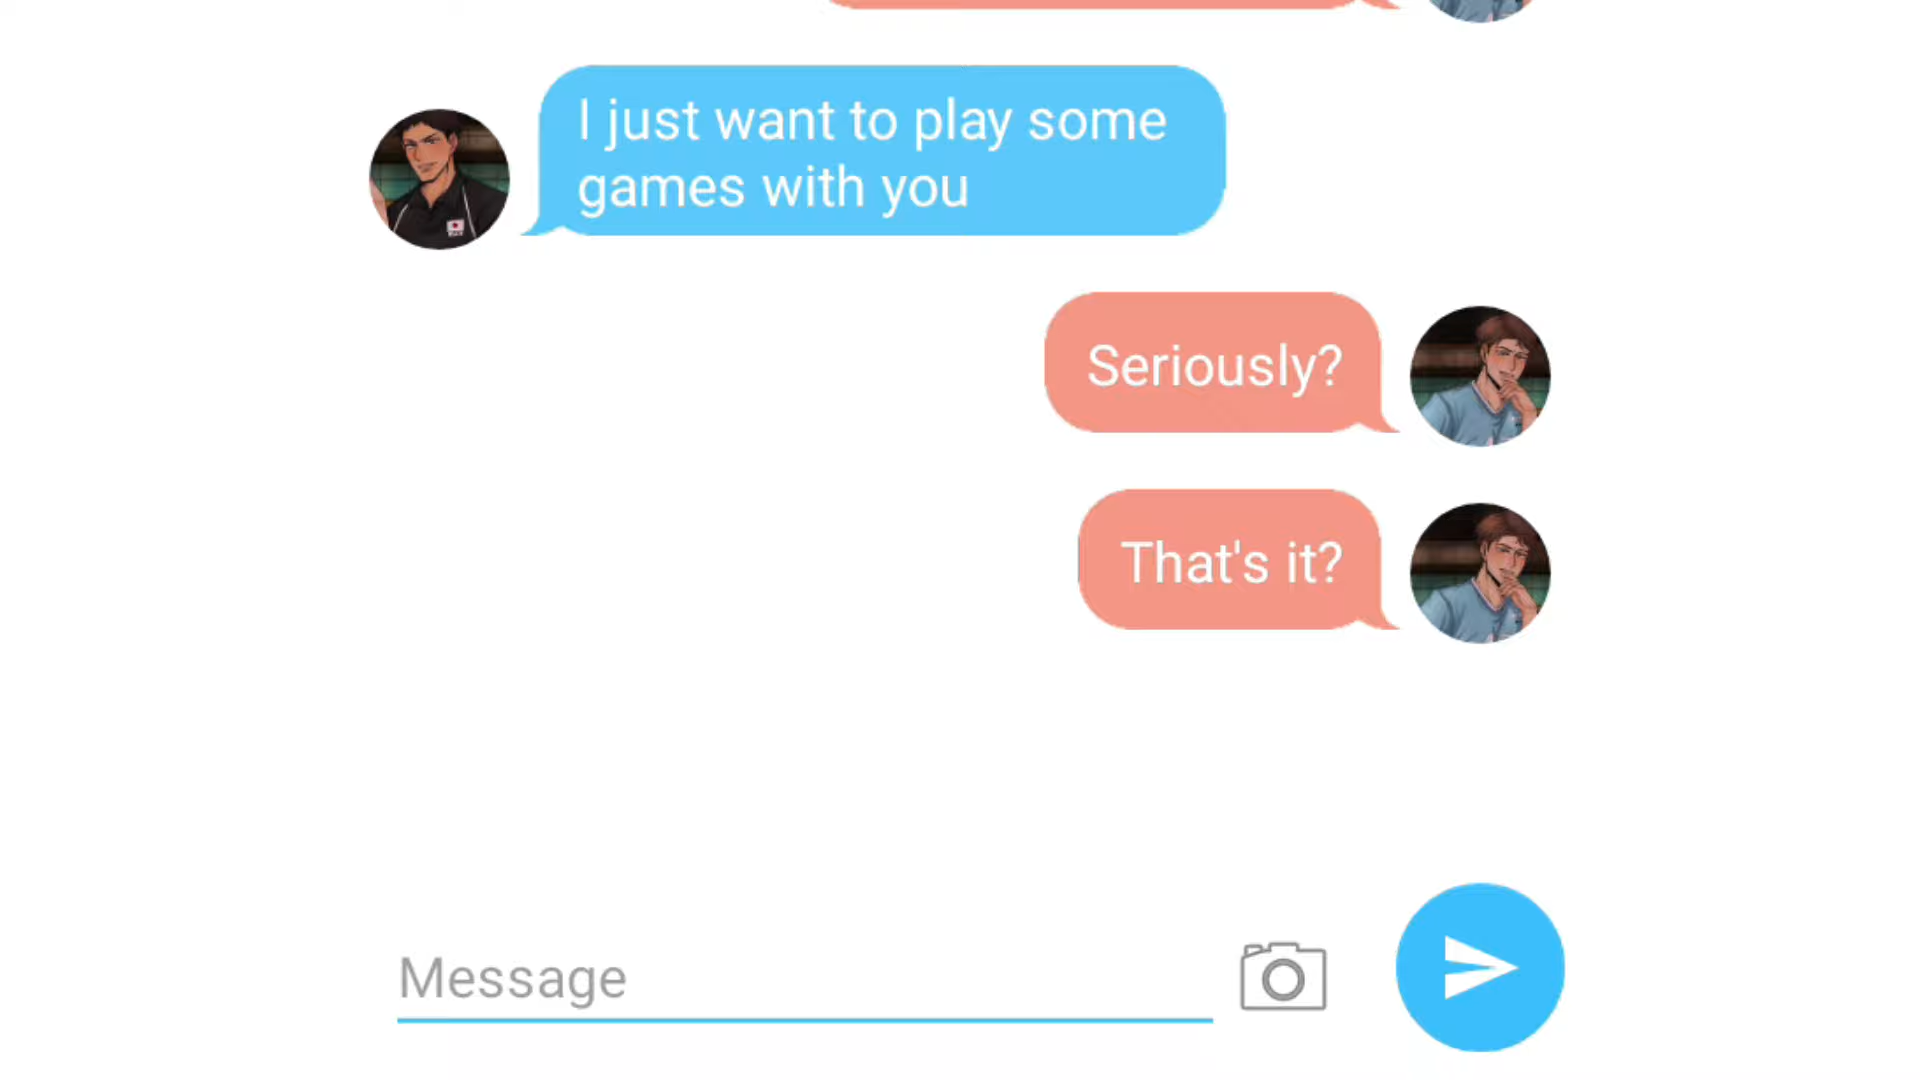 I just want to play some
games with you
Seriously?
That's it?
Message